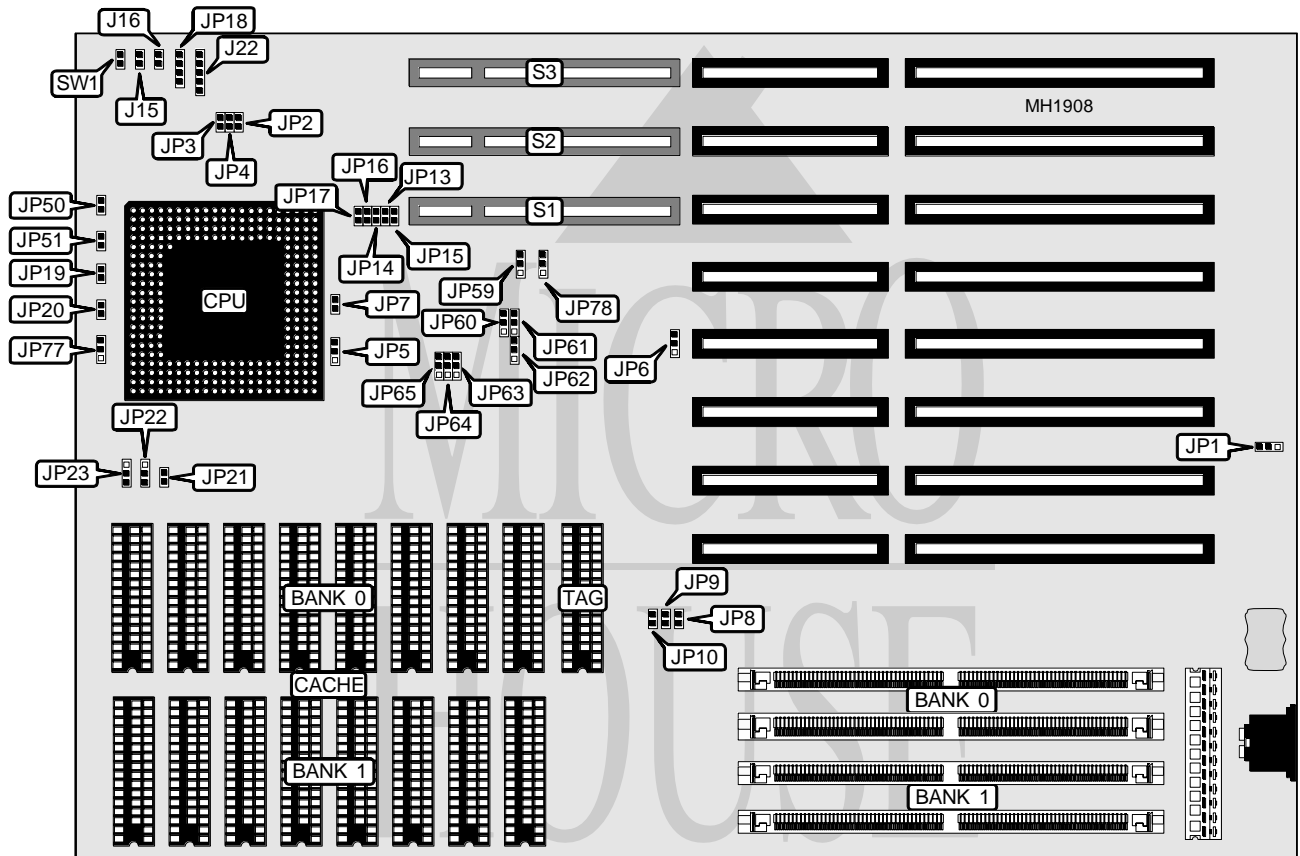 J16
JP18
J22
SW1
J15
S3
MH1908
JP3
JP2
JP4
S2
JP16
JP13
JP17
JP50
S1
JP51
JP14
JP15
JP19
JP59
JP78
CPU
JP7
JP20
JP60
JP61
JP77
JP5
JP62
JP6
JP65
JP63
JP64
JP22
JP1
JP23
JP21
MICRO
BANK 0
TAG
JP9
JP8
JP10
HOUSE
CACHE
BANK 0
BANK 1
BANK 1